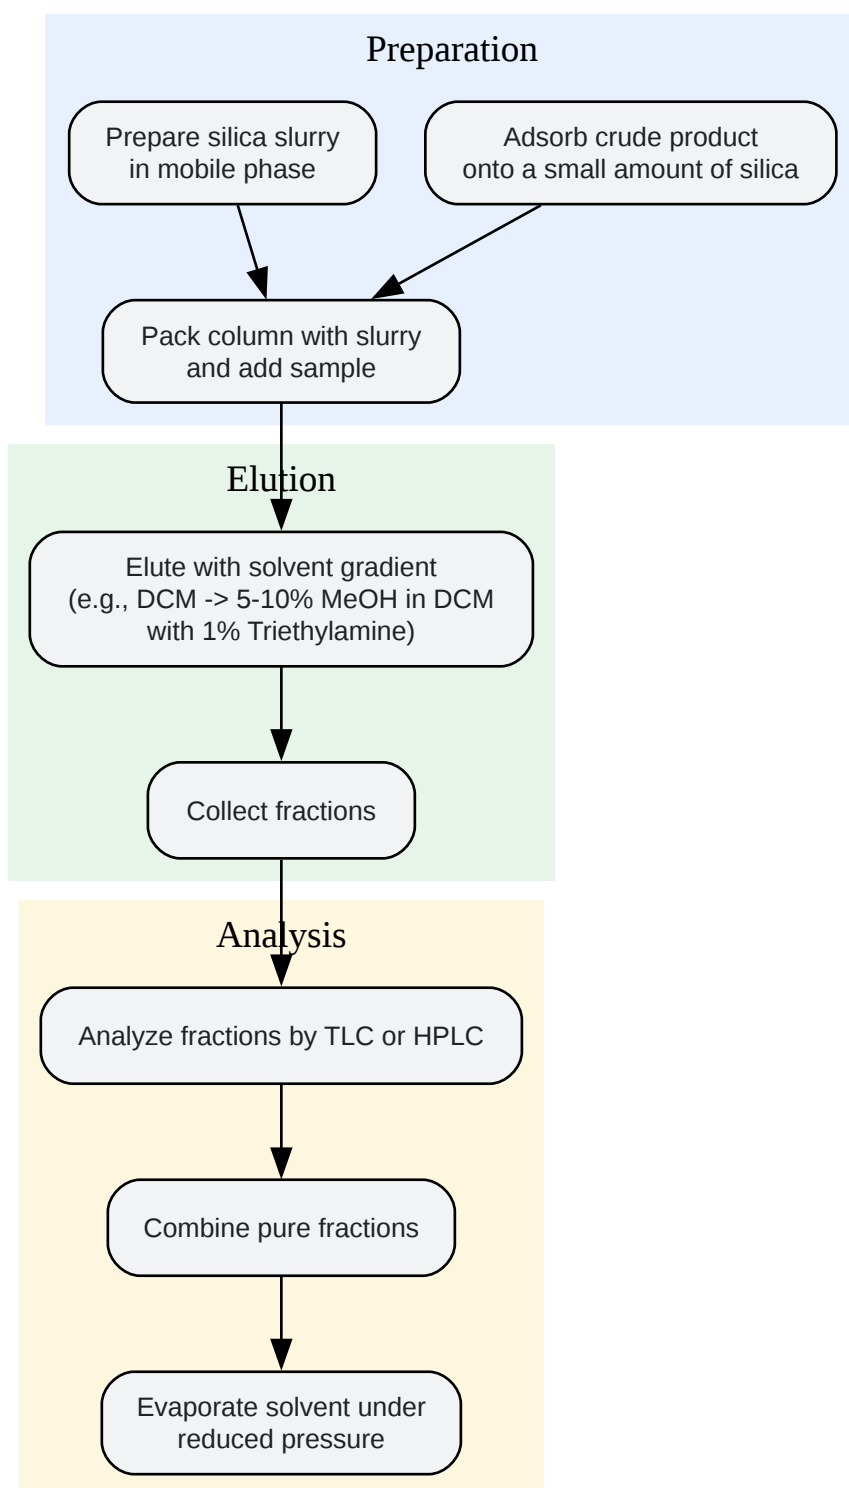 Preparation
Prepare silica slurry
in mobile phase
Adsorb crude product
onto a small amount of silica
Pack column with slurry
and add sample
Elution
Elute with solvent gradient
(e.g., DCM -> 5-10% MeOH in DCM
with 1% Triethylamine)
Collect fractions
Analysis
Analyze fractions by TLC or HPLC
Combine pure fractions
Evaporate solvent under
reduced pressure